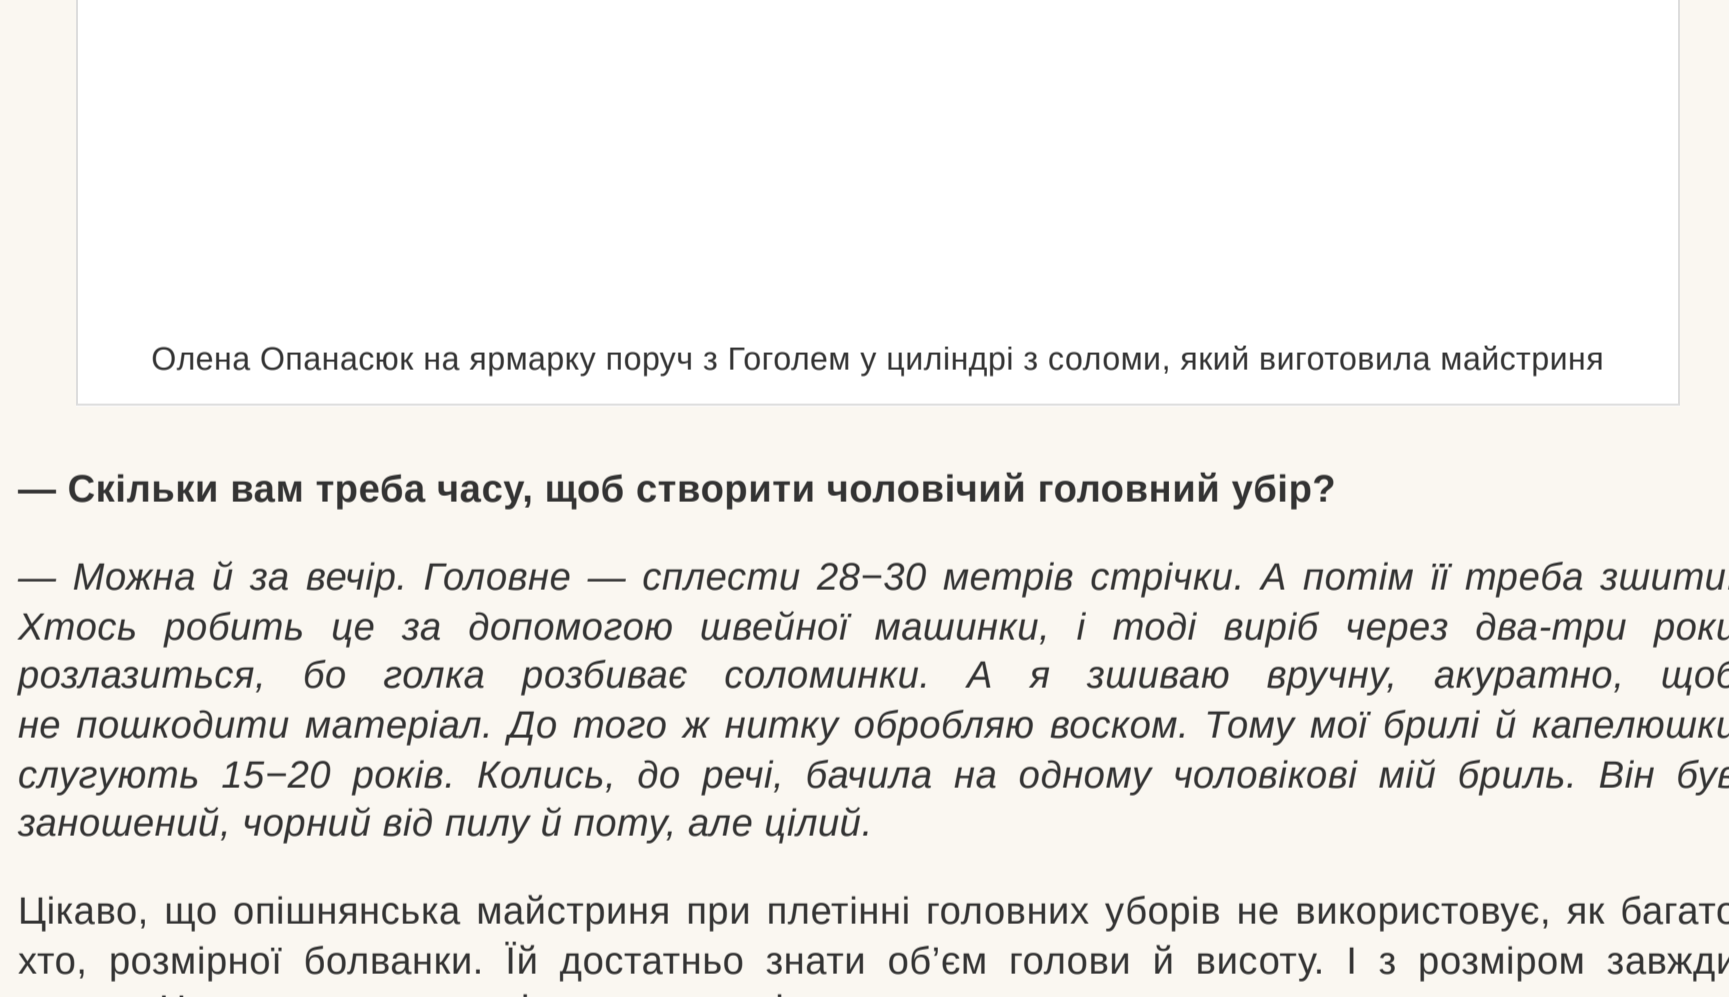 Олена Опанасюк на ярмарку поруч з Гоголем у циліндрі з соломи, який виготовила майстриня
— Скільки вам треба часу, щоб створити чоловічий головний убір?
— Можна й за вечір. Головне — сплести 28–30 метрів стрічки. А потім її треба зшити.
Хтось робить це за допомогою швейної машинки, і тоді виріб через два-три роки
розлазиться, бо голка розбиває соломинки. А я зшиваю вручну, акуратно, щоб
не пошкодити матеріал. До того ж нитку обробляю воском. Тому мої брилі й капелюшки
слугують 15–20 років. Колись, до речі, бачила на одному чоловікові мій бриль. Він був
заношений, чорний від пилу й поту, але цілий.
Цікаво, що опішнянська майстриня при плетінні головних уборів не використовує, як багато
хто, розмірної болванки. Їй достатньо знати об’єм голови й висоту. І з розміром завжди